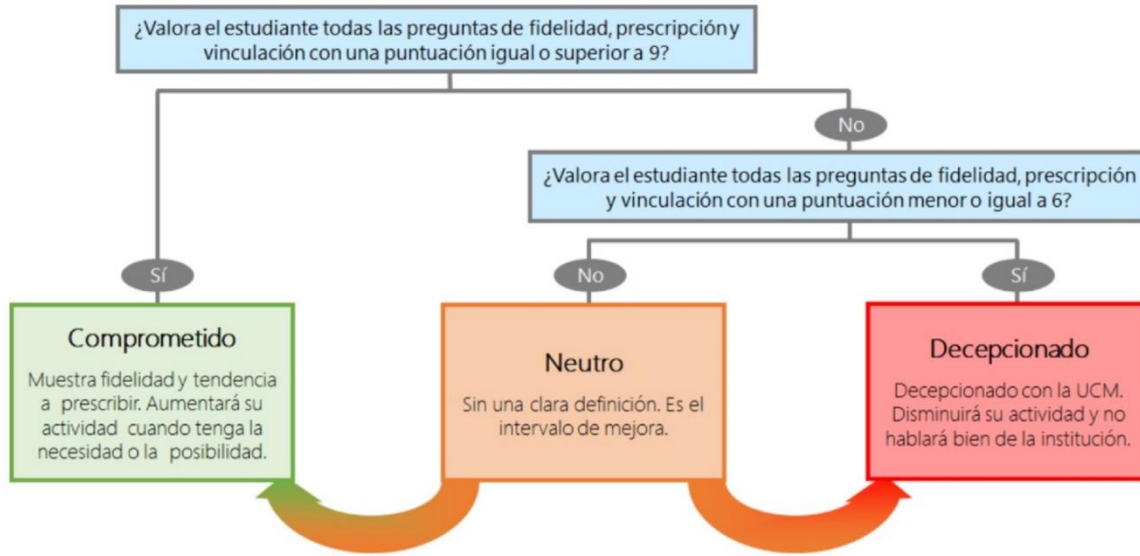 ¿Valora el estudiante todas las preguntas de fidelidad, prescripción y
vinculación con una puntuación igual o superior a 9?
No
¿Valora el estudiante todas las preguntas de fidelidad, prescripción
y vinculación con una puntuación menor o igual a 6?
Sí
No
Sí
Comprometido
Muestra fidelidad y tendencia
a prescribir. Aumentará su
actividad cuando tenga la
necesidad o la posibilidad.
Neutro
Sin una clara definición. Es el
intervalo de mejora.
Decepcionado
Decepcionado con la UCM.
Disminuirá su actividad y no
hablará bien de la institución.